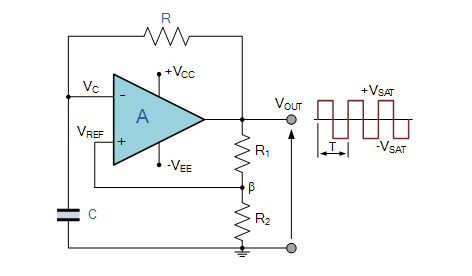 R
+VCC
VC
-
A
VOUT
+VSAT
VREF
+
T
-VSAT
R1
-VEE
β
C
R2